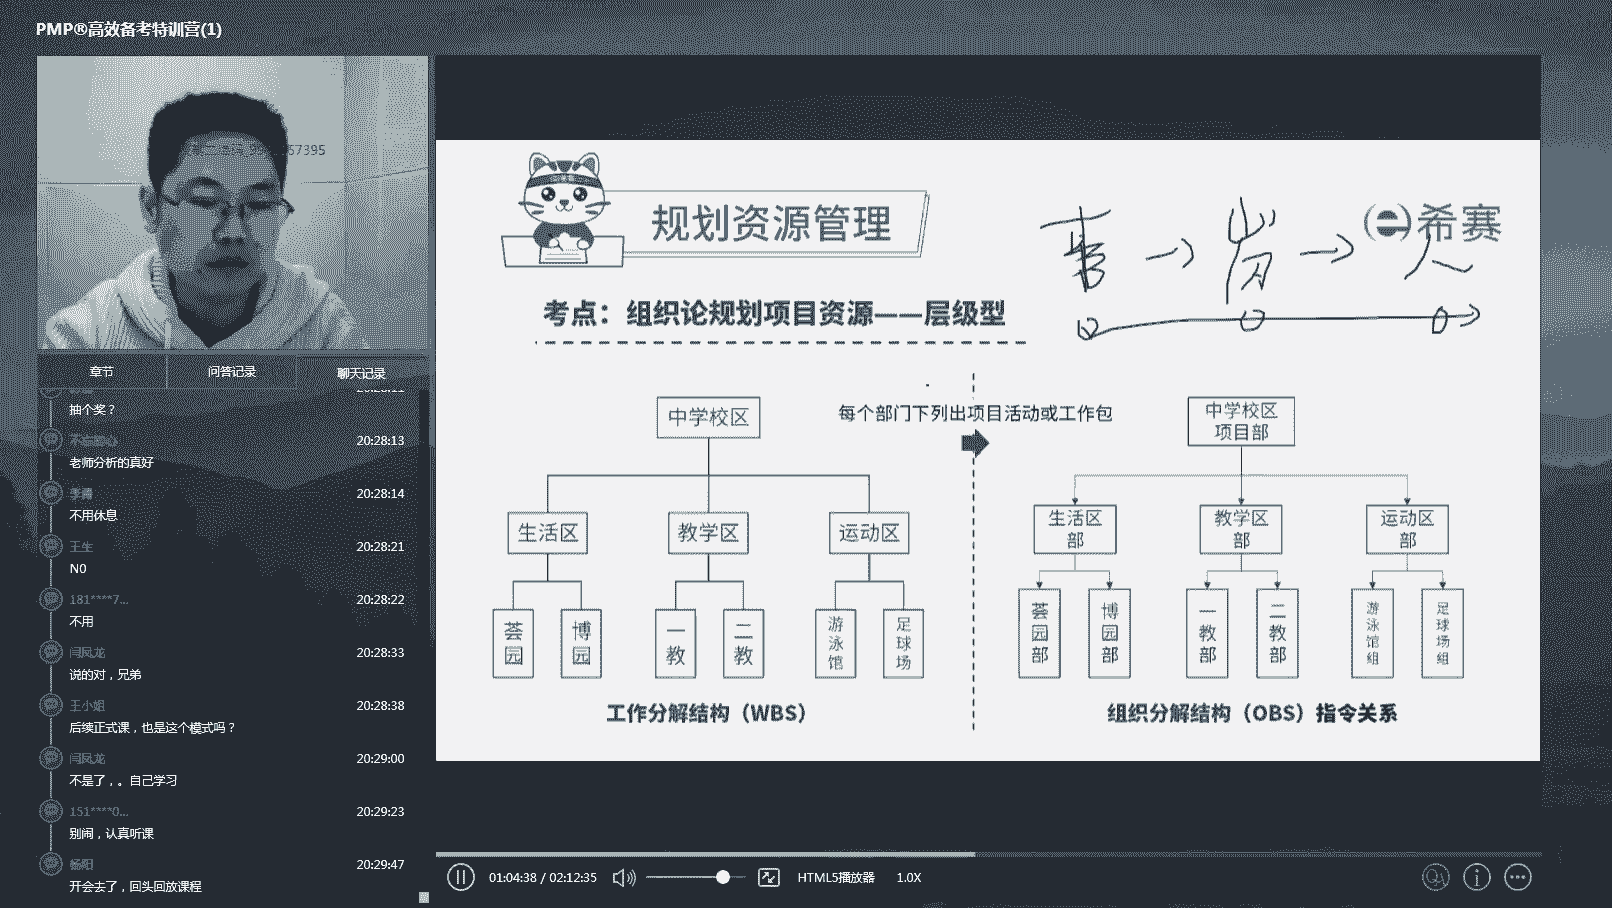 PMP®高效备考特训营(1)
57395
章节
问答记录
聊天记录
抽个奖？
20:28:13
老师分析的真好
李青
20:28:14
不用休息
王生
20:28:21
N0
181****7...
20:28:22
不用
闫凤龙
20:28:33
说的对，兄弟
王小姐
20:28:38
后续正式课，也是这个模式吗？
闫凤龙
20:29:00
不是了，。自己学习
151****0...
20:29:23
别闹，认真听课
杨阳
20:29:47
开会去了，回头回放课程
规划资源管理
事 → 岗 → 人
希赛
考点：组织论规划项目资源——层级型
中学校区
生活区
教学区
运动区
荟园
博园
一教
二教
游泳馆
足球场
工作分解结构（WBS）
每个部门下列出项目活动或工作包
中学校区
项目部
生活区
部
教学区
部
运动区
部
荟园部
博园部
一教部
二教部
游泳馆组
足球场组
组织分解结构（OBS）指令关系
01:04:38 / 02:12:35
HTML5播放器
1.0X